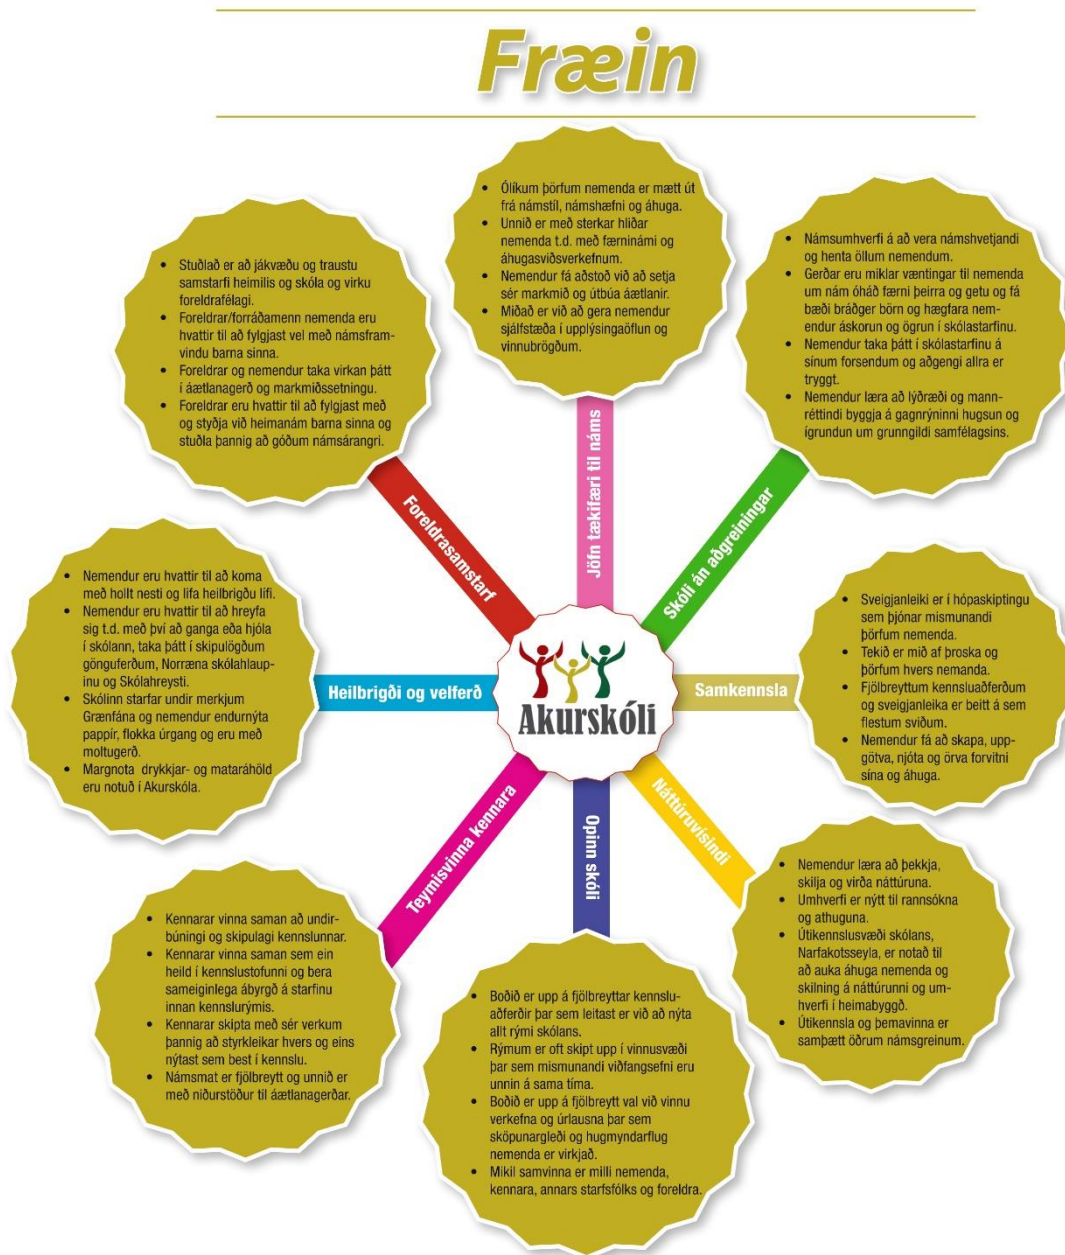 Fræin
• Ólíkum þörfum nemenda er mætt út
frá námstíl, námshæfni og áhuga.
• Unnið er með sterkar hliðar
nemenda t.d. með færninámi og
áhugasviðsverkefnum.
• Nemendur fá aðstoð við að setja
sér markmið og útbúa áætlanir.
• Miðað er við að gera nemendur
sjálfstæða í upplýsingaöflun og
vinnubrögðum.
Jöfn tækifæri til náms
• Námsumhverfi á að vera námshvetjandi
og henta öllum nemendum.
• Gerðar eru miklar væntingar til nemenda
um nám óháð færni þeirra og getu og fá
bæði bráðger börn og hægfara nem-
endur áskorun og ögrun í skólastarfinu.
• Nemendur taka þátt í skólastarfinu á
sínum forsendum og aðgengi allra er
tryggt.
• Nemendur læra að lýðræði og mann-
réttindi byggja á gagnrýninni hugsun og
ígrundun um grunngildi samfélagsins.
Skóli án aðgreiningar
• Sveigjanleiki er í hópaskiptingu
sem þjónar mismunandi
þörfum nemenda.
• Tekið er mið af þroska og
þörfum hvers nemanda.
• Fjölbreyttum kennsluaðferðum
og sveigjanleika er beitt á sem
flestum sviðum.
• Nemendur fá að skapa, upp-
götva, njóta og örva forvitni
sína og áhuga.
Samkennsla
• Nemendur læra að þekkja,
skilja og virða náttúruna.
• Umhverfi er nýtt til rannsókna
og athuguna.
• Útikennslusvæði skólans,
Narfakotsseyla, er notað til
að auka áhuga nemenda og
skilning á náttúrunni og um-
hverfi í heimabyggð.
• Útikennsla og þemavinna er
samþætt öðrum námsgreinum.
Náttúruvísindi
• Boðið er upp á fjölbreyttar kennslu-
aðferðir þar sem leitast er við að nýta
allt rými skólans.
• Rýmum er oft skipt upp í vinnusvæði
þar sem mismunandi viðfangsefni eru
unnin á sama tíma.
• Boðið er upp á fjölbreytt val við vinnu
verkefna og úrlausna þar sem
sköpunargleði og hugmyndarflug
nemenda er virkjað.
• Mikil samvinna er milli nemenda,
kennara, annars starfsfólks og foreldra.
Opinn skóli
• Kennarar vinna saman að undir-
búningi og skipulagi kennslunnar.
• Kennarar vinna saman sem ein
heild í kennslustofunni og bera
sameiginlega ábyrgð á starfinu
innan kennslurýmis.
• Kennarar skipta með sér verkum
þannig að styrkleikar hvers og eins
nýtast sem best í kennslu.
• Námsmat er fjölbreytt og unnið er
með niðurstöður til áætlanagerðar.
Teymisvinna kennara
• Nemendur eru hvattir til að koma
með hollt nesti og lifa heilbrigðu lífi.
• Nemendur eru hvattir til að hreyfa
sig t.d. með því að ganga eða hjóla
í skólann, taka þátt í skipulögðum
gönguferðum, Norræna skólahlaup-
inu og Skólahreysti.
• Skólinn starfar undir merkjum
Grænfána og nemendur endurnýta
pappír, flokka úrgang og eru með
moltugerð.
• Margnota drykkjar- og mataráhöld
eru notuð í Akurskóla.
Heilbrigði og velferð
• Stuðlað er að jákvæðu og traustu
samstarfi heimilis og skóla og virku
foreldrafélagi.
• Foreldrar/forráðamenn nemenda eru
hvattir til að fylgjast vel með námsfram-
vindu barna sinna.
• Foreldrar og nemendur taka virkan þátt
í áætlanagerð og markmiðssetningu.
• Foreldrar eru hvattir til að fylgjast með
og styðja við heimanám barna sinna og
stuðla þannig að góðum námsárangri.
Foreldrasamstarf
Akurskóli